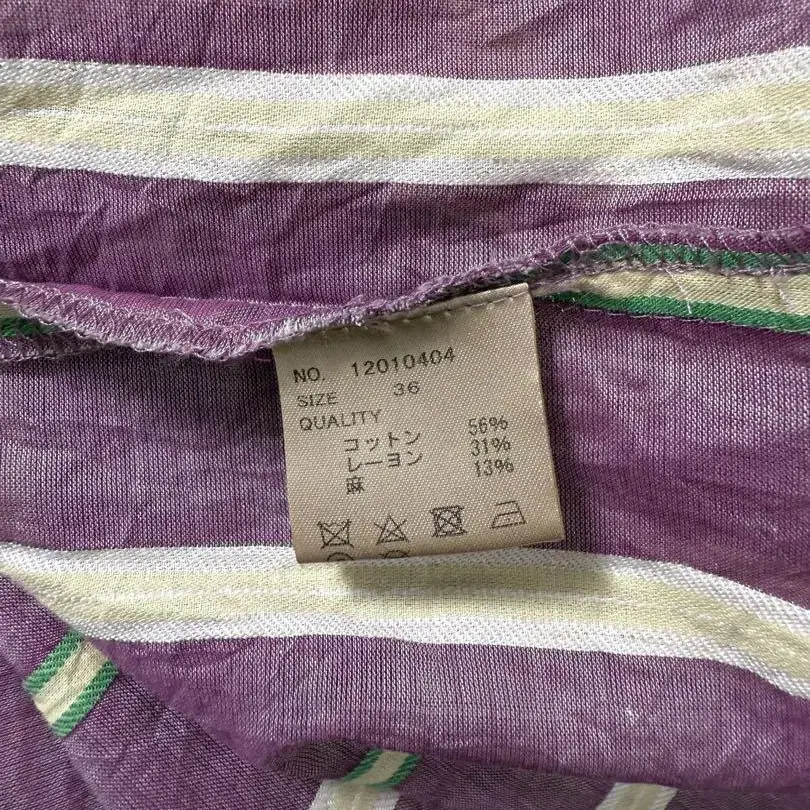 NO. 12010404
SIZE 36
QUALITY
コットン 56%
レーヨン 31%
麻 13%